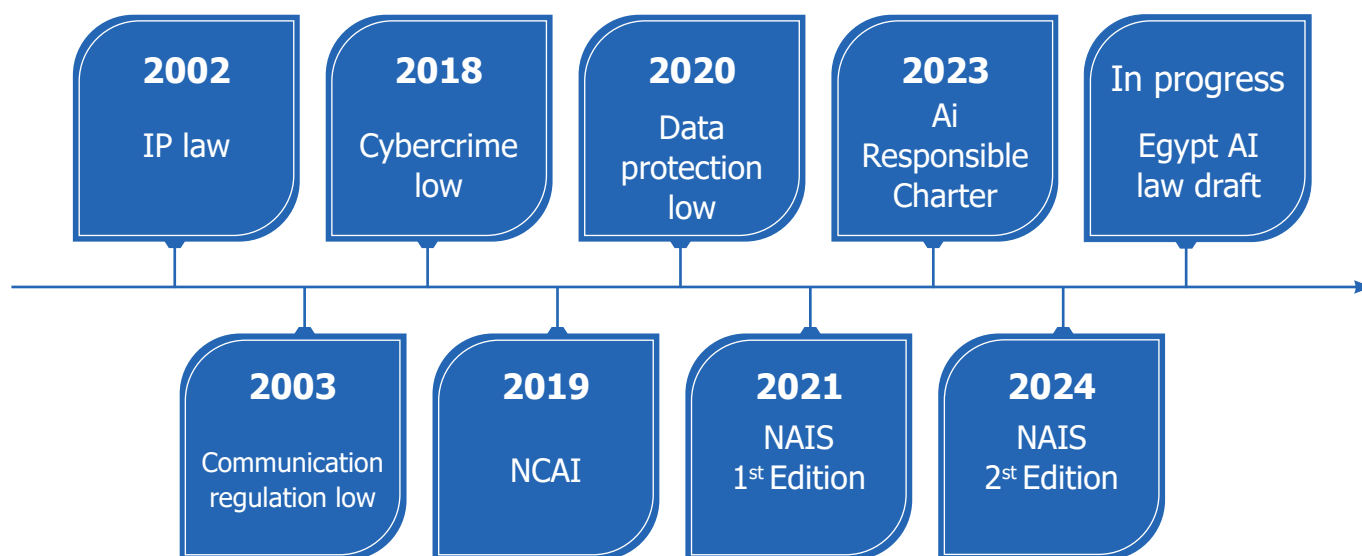 2002
IP law
2018
Cybercrime
low
2020
Data
protection
low
2023
Ai
Responsible
Charter
In progress
Egypt AI
law draft
2003
Communication
regulation low
2019
NCAI
2021
NAIS
1st Edition
2024
NAIS
2st Edition